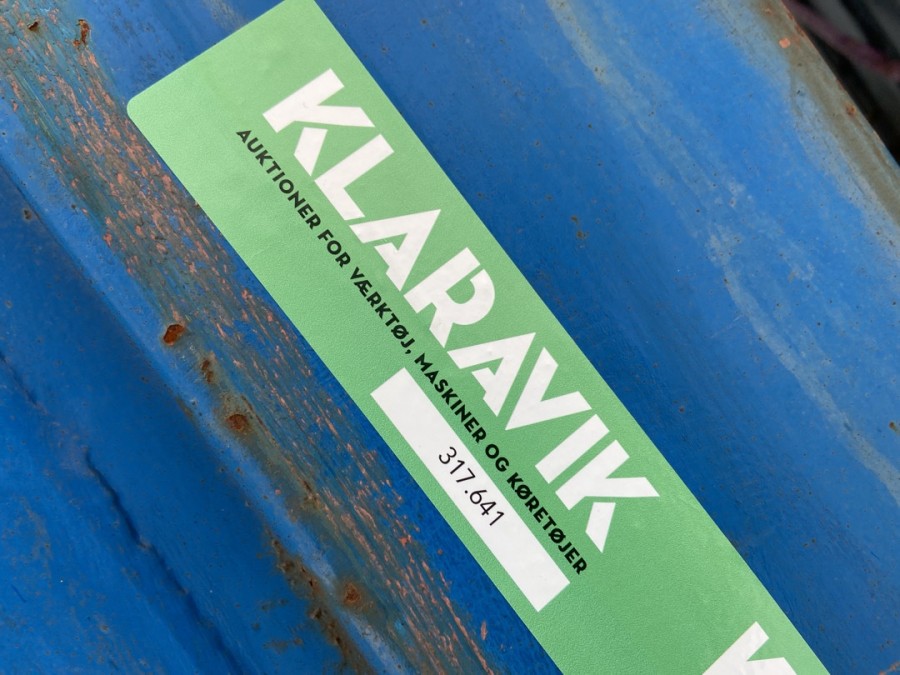 KLARAVIK
AUKTIONER FOR VÆRKTØJ, MASKINER OG KØRETØJER
317.641